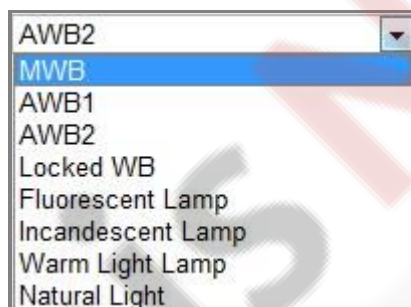 AWB2
MWB
AWB1
AWB2
Locked WB
Fluorescent Lamp
Incandescent Lamp
Warm Light Lamp
Natural Light